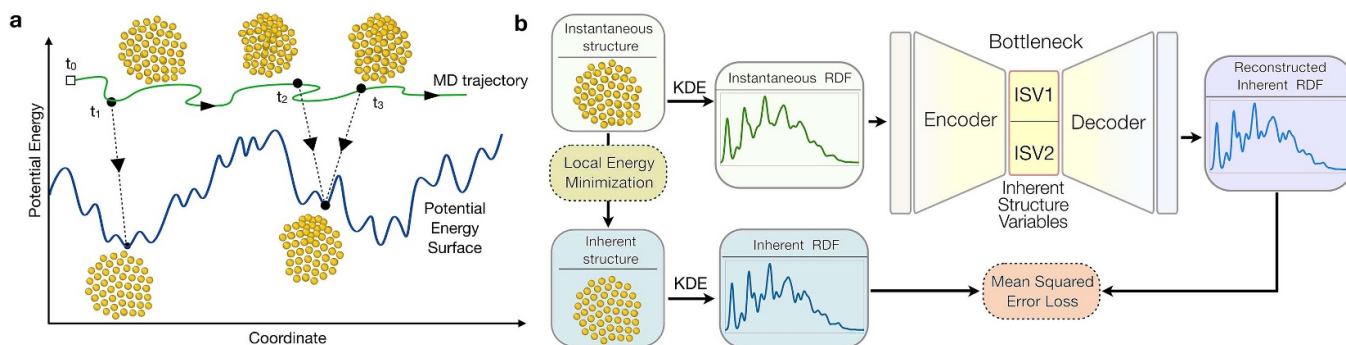 a
Potential Energy
t0
t1
t2
t3
MD trajectory
Potential
Energy
Surface
Coordinate
b
Instantaneous
structure
KDE
Instantaneous RDF
Local Energy
Minimization
Inherent
structure
KDE
Inherent RDF
Encoder
Bottleneck
ISV1
ISV2
Inherent
Structure
Variables
Decoder
Reconstructed
Inherent RDF
Mean Squared
Error Loss